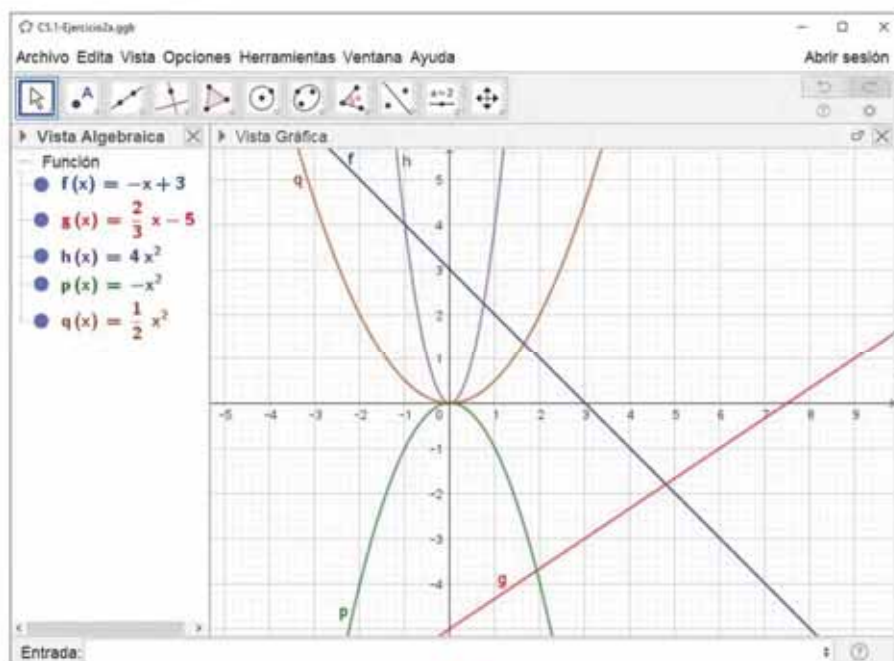 C5.1-Ejercicio2a.ggb
Archivo Edita Vista Opciones Herramientas Ventana Ayuda
Abrir sesión
A
a=2
Vista Algebraica
Función
f(x) = -x + 3
g(x) = 2/3 x - 5
h(x) = 4x²
p(x) = -x²
q(x) = 1/2 x²
Vista Gráfica
q f h
5
4
3
2
1
-5 -4 -3 -2 -1 0 0 1 2 3 4 5 6 7 8 9
-1
-2
-3
-4
g
p
Entrada: